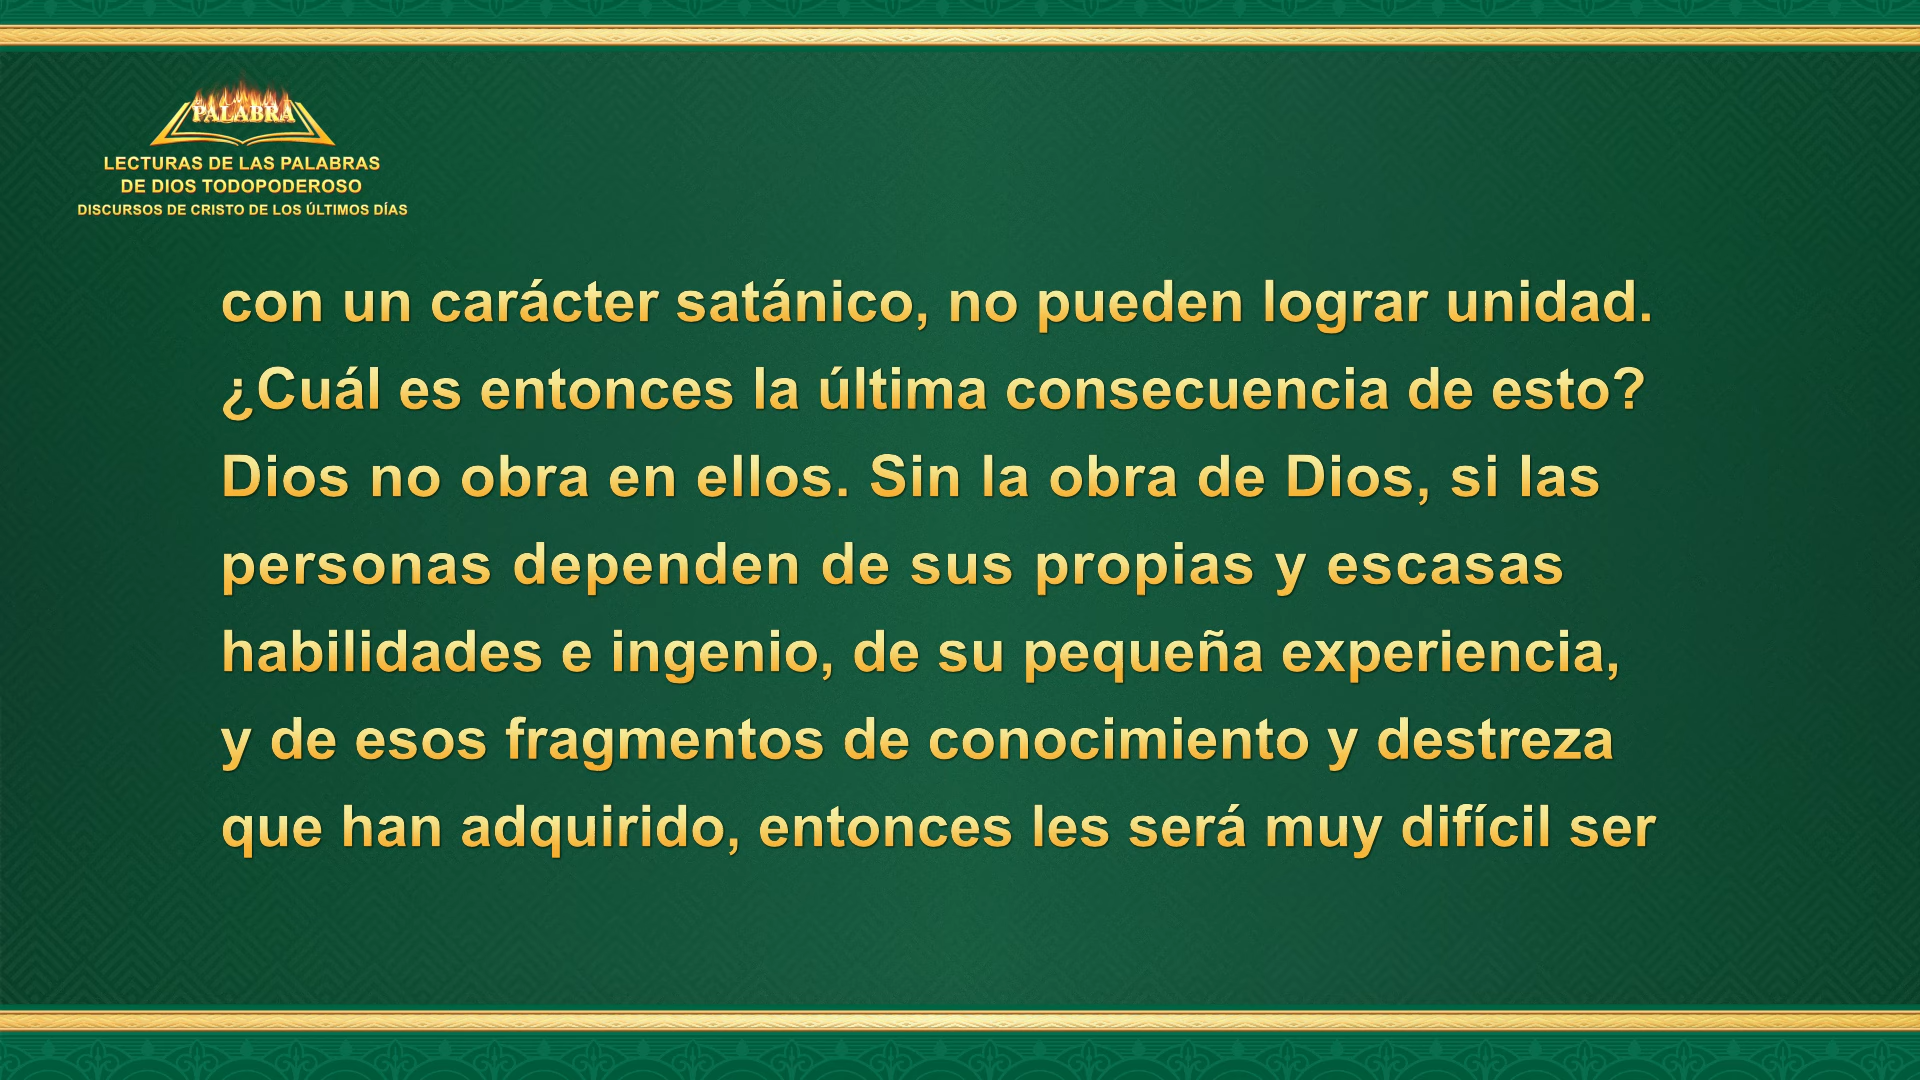 PALABRA
LECTURAS DE LAS PALABRAS
DE DIOS TODOPODEROSO
DISCURSOS DE CRISTO DE LOS ÚLTIMOS DÍAS
con un carácter satánico, no pueden lograr unidad.
¿Cuál es entonces la última consecuencia de esto?
Dios no obra en ellos. Sin la obra de Dios, si las
personas dependen de sus propias y escasas
habilidades e ingenio, de su pequeña experiencia,
y de esos fragmentos de conocimiento y destreza
que han adquirido, entonces les será muy difícil ser